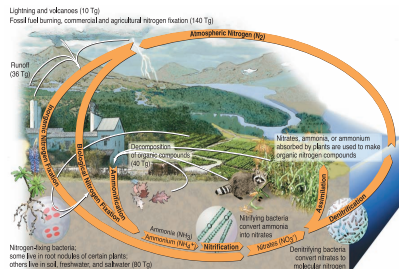 Lightning and volcanoes (10 Tg)
Fossil fuel burning, commercial and agricultural nitrogen fixation (140 Tg)
Atmospheric Nitrogen (N₂)
Runoff
(36 Tg)
Inorganic Nitrogen Fixation
Biological Nitrogen Fixation
Ammonification
Decomposition
of organic compounds
(40 Tg)
Nitrates, ammonia, or ammonium
absorbed by plants are used to make
organic nitrogen compounds
Assimilation
Denitrification
Ammonia (NH₃)
Ammonium (NH₄⁺)
Nitrification
Nitrates (NO₃⁻)
Nitrifying bacteria
convert ammonia
into nitrates
Nitrogen-fixing bacteria;
some live in root nodules of certain plants;
others live in soil, freshwater, and saltwater (80 Tg)
Denitrifying bacteria
convert nitrates to
molecular nitrogen